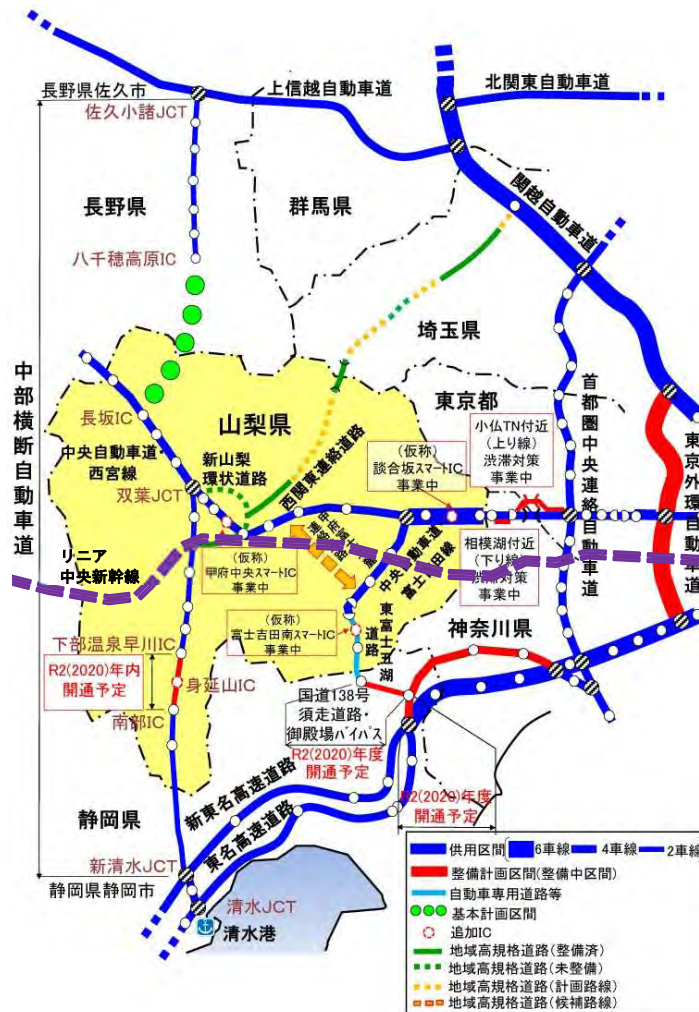 上信越自動車道
北関東自動車道
長野県佐久市
佐久小諸JCT
関越自動車道
長野県
群馬県
八千穂高原IC
埼玉県
中部横断自動車道
山梨県
東京都
首都圏中央連絡自動車道
東京外環自動車道
長坂IC
中央自動車道・
西宮線
新山梨
環状道路
西関東連絡道路
(仮称)
談合坂スマートIC
事業中
小仏TN付近
(上り線)
渋滞対策
事業中
双葉JCT
リニア
中央新幹線
(仮称)
甲府中央スマートIC
事業中
中央自動車道
富士吉田線
相模湖付近
(下り線)
渋滞対策
事業中
(仮称)
富士吉田南スマートIC
事業中
東富士五湖
道路
神奈川県
下部温泉早川IC
R2(2020)年内
開通予定
身延山IC
南部IC
国道138号
須走道路・
御殿場バイパス
R2(2020)年度
開通予定
R2(2020)年度
開通予定
新東名高速道路
東名高速道路
静岡県
新清水JCT
静岡県静岡市
清水JCT
清水港
供用区間
6車線
4車線
2車線
整備計画区間(整備中区間)
自動車専用道路等
基本計画区間
追加IC
地域高規格道路(整備済)
地域高規格道路(未整備)
地域高規格道路(計画路線)
地域高規格道路(候補路線)